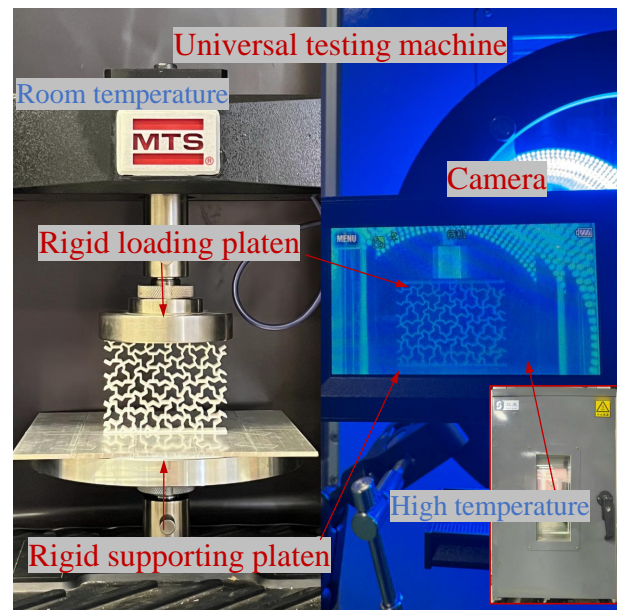 Universal testing machine
Room temperature
MTS
®
Camera
MENU
Rigid loading platen
High temperature
Rigid supporting platen